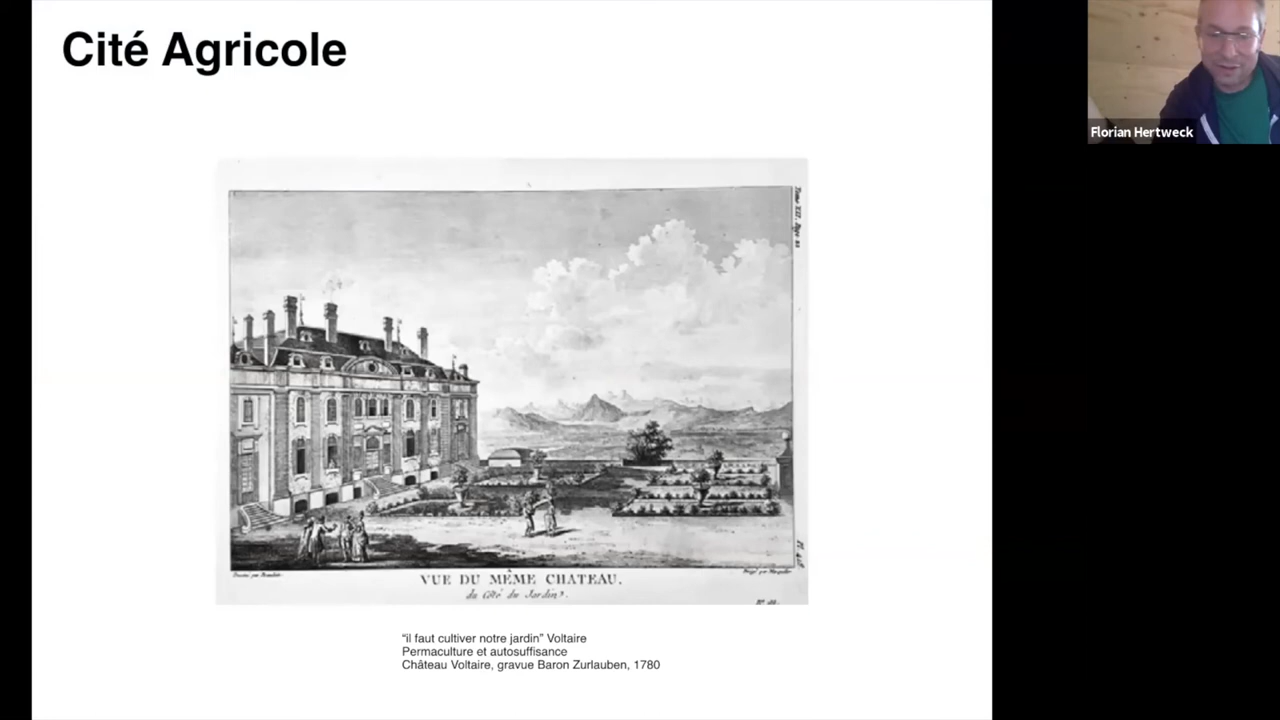 Cité Agricole
Florian Hertweck
VUE DU MÊME CHATEAU.
du Côté du Jardin
"il faut cultiver notre jardin" Voltaire
Permaculture et autosuffisance
Château Voltaire, gravue Baron Zurlauben, 1780